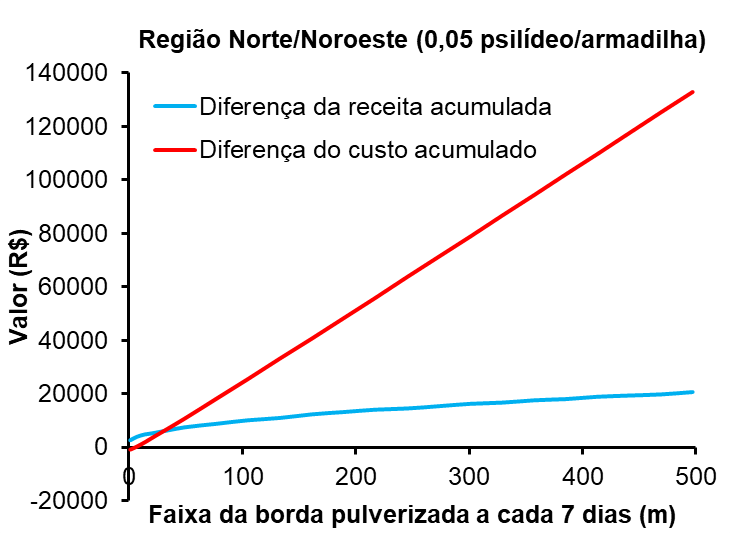 Região Norte/Noroeste (0,05 psilídeo/armadilha)
140000
120000
100000
80000
60000
40000
20000
0
-20000
Valor (R$)
Diferença da receita acumulada
Diferença do custo acumulado
0 100 200 300 400 500
Faixa da borda pulverizada a cada 7 dias (m)